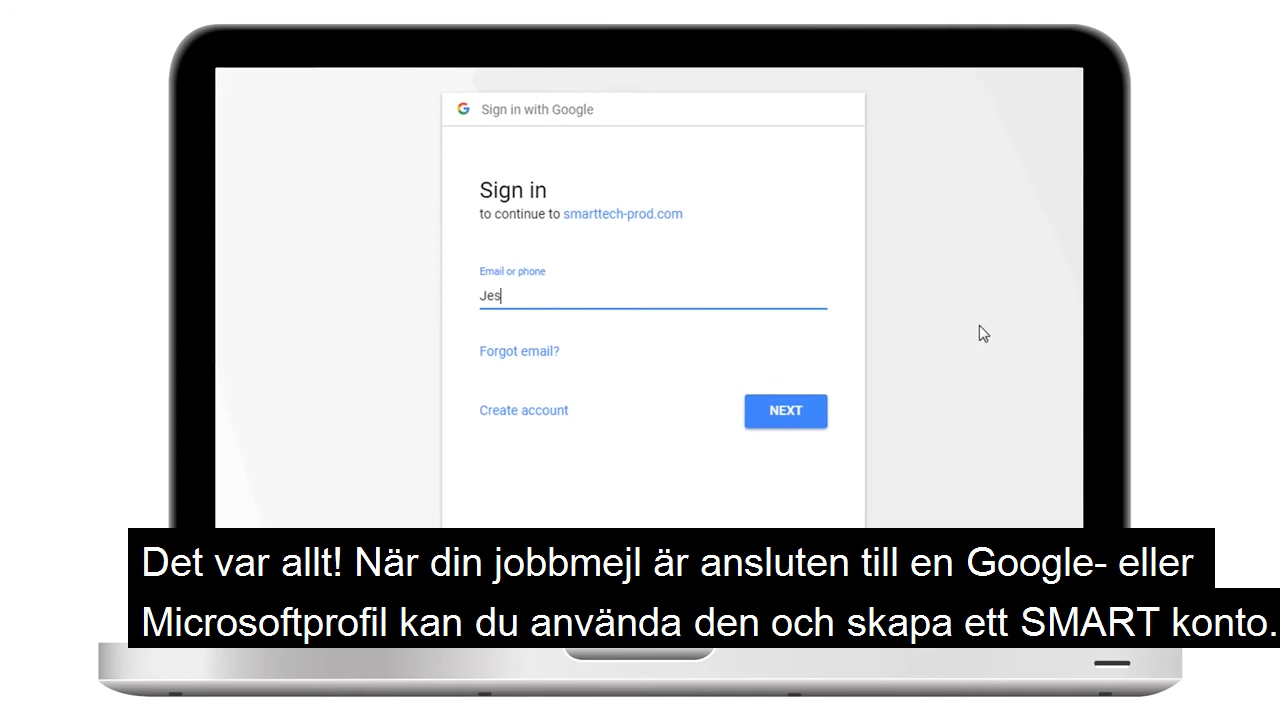 Sign in with Google
Sign in
to continue to smarttech-prod.com
Email or phone
Jes
Forgot email?
Create account
NEXT
Det var allt! När din jobbmejl är ansluten till en Google- eller
Microsoftprofil kan du använda den och skapa ett SMART konto.